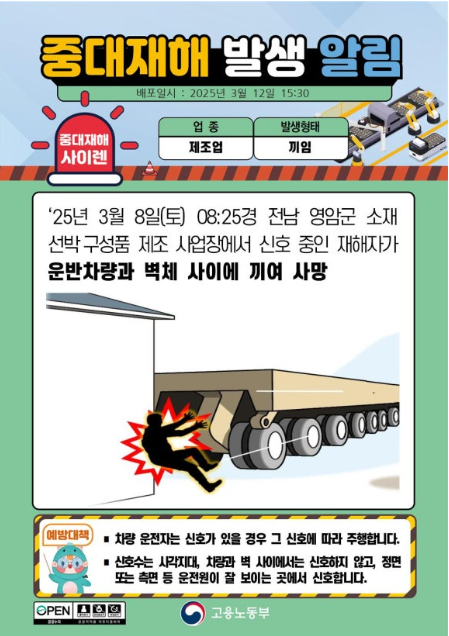 중대재해 발생 알림
배포일시 : 2025년 3월 12일 15:30
중대재해
사이렌
업 종
발생형태
제조업
끼임
‘25년 3월 8일(토) 08:25경 전남 영암군 소재
선박구성품 제조 사업장에서 신호 중인 재해자가
운반차량과 벽체 사이에 끼여 사망
예방대책
▪ 차량 운전자는 신호가 있을 경우 그 신호에 따라 주행합니다.
▪ 신호수는 사각지대, 차량과 벽 사이에서는 신호하지 않고, 정면
또는 측면 등 운전원이 잘 보이는 곳에서 신호합니다.
OPEN
고용노동부